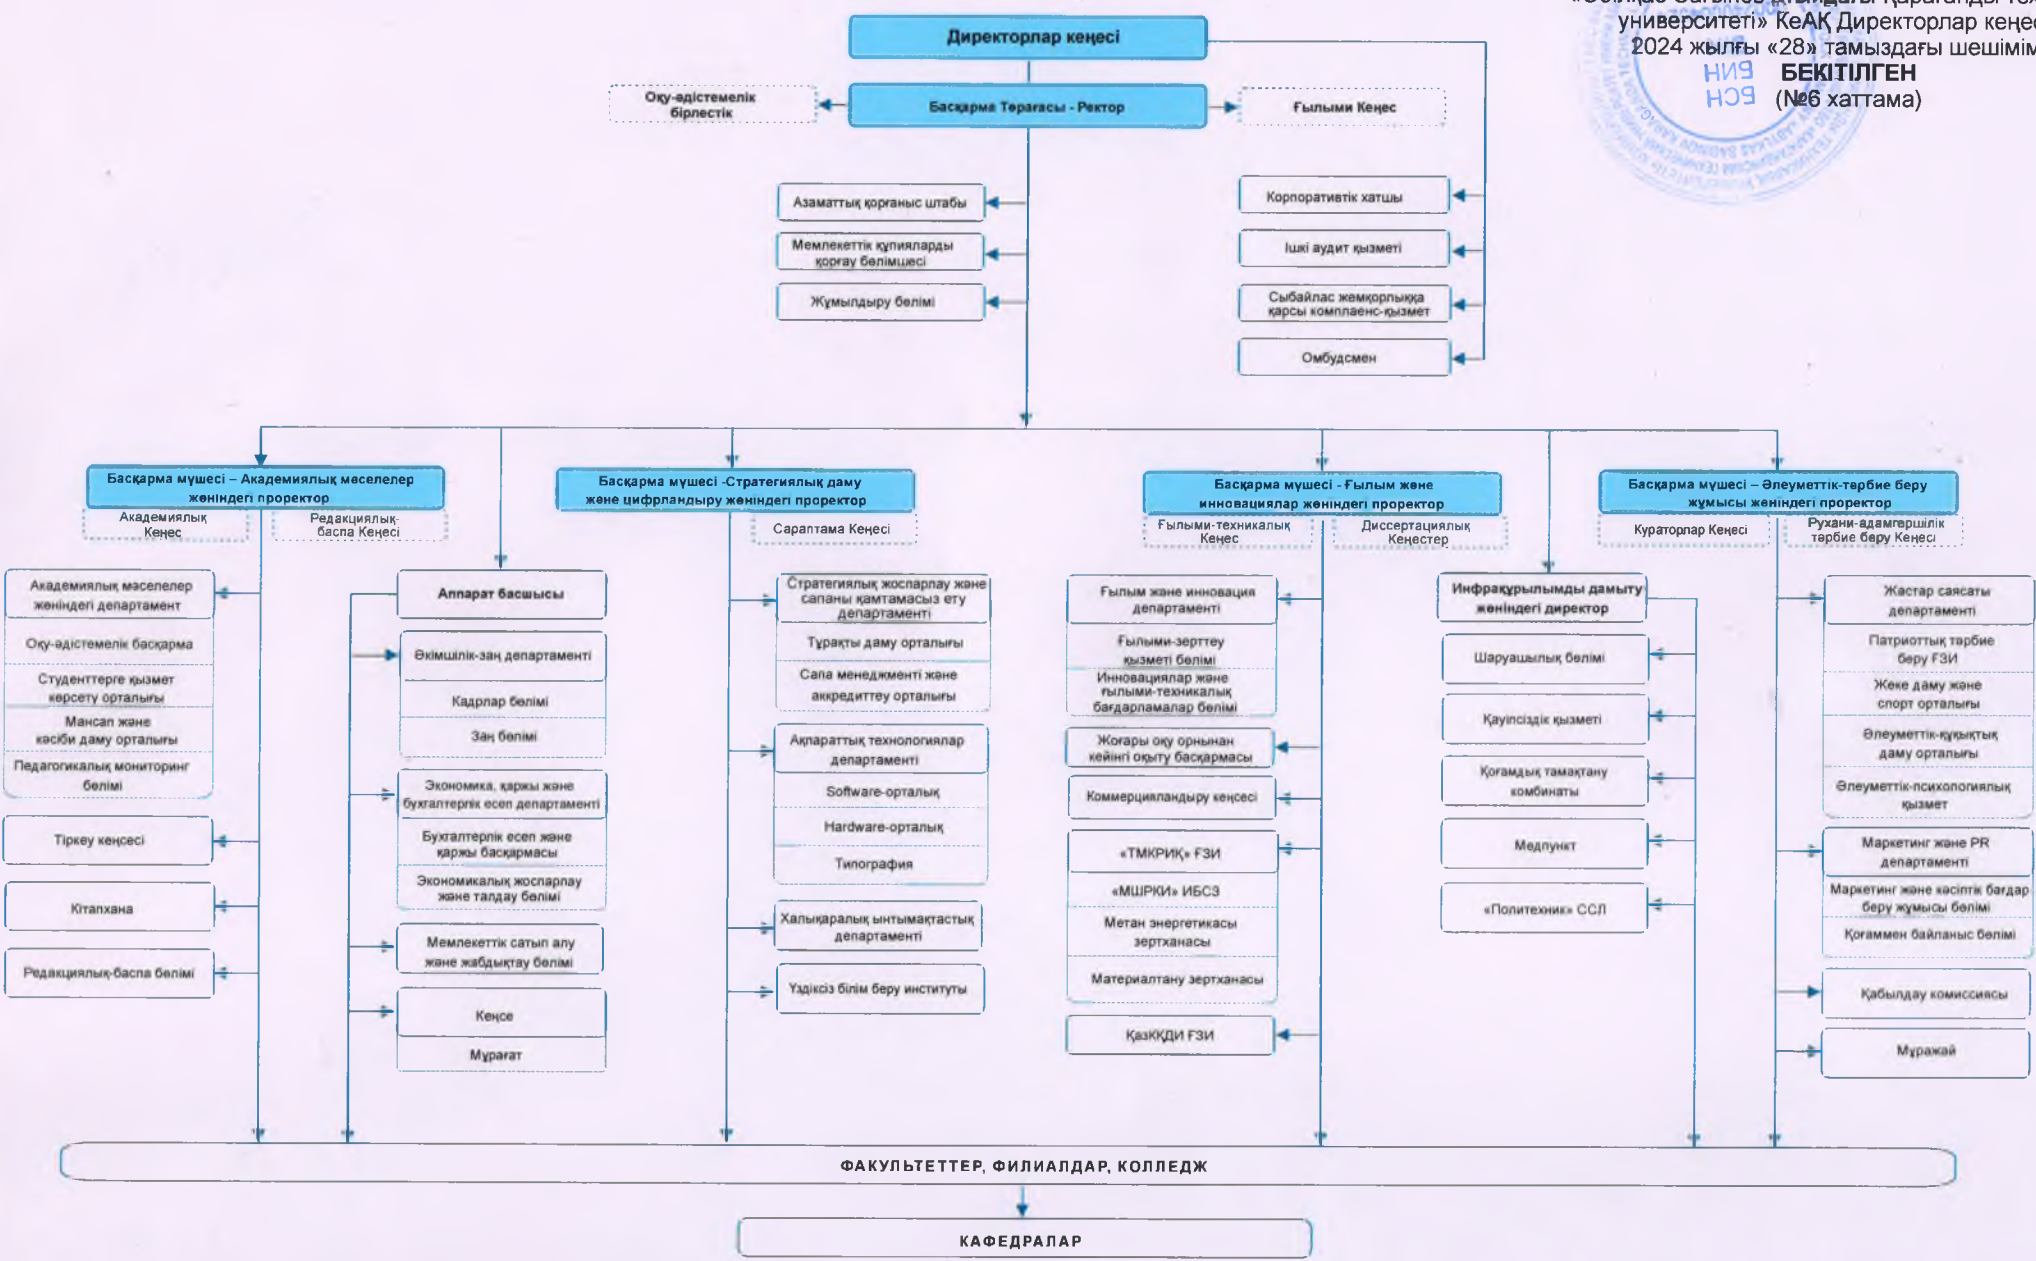 университеті» КеАҚ Директорлар кеңес
2024 жылғы «28» тамыздағы шешімім
БЕКІТІЛГЕН
(№6 хаттама)
БИН
БСН
Директорлар кеңесі
Оқу-әдістемелік
бірлестік
Басқарма Төрағасы - Ректор
Ғылыми Кеңес
Азаматтық қорғаныс штабы
Мемлекеттік құпияларды
қорғау бөлімшесі
Жұмылдыру бөлімі
Корпоративтік хатшы
Ішкі аудит қызметі
Сыбайлас жемқорлыққа
қарсы комплаенс-қызмет
Омбудсмен
Басқарма мүшесі – Академиялық мәселелер
жөніндегі проректор
Академиялық
Кеңес
Редакциялық-
баспа Кеңесі
Академиялық мәселелер
жөніндегі департамент
Оқу-әдістемелік басқарма
Студенттерге қызмет
көрсету орталығы
Мансап және
кәсіби даму орталығы
Педагогикалық мониторинг
бөлімі
Тіркеу кеңсесі
Кітапхана
Редакциялық-баспа бөлімі
Аппарат басшысы
Әкімшілік-заң департаменті
Кадрлар бөлімі
Заң бөлімі
Экономика, қаржы және
бухгалтерлік есеп департаменті
Бухгалтерлік есеп және
қаржы басқармасы
Экономикалық жоспарлау
және талдау бөлімі
Мемлекеттік сатып алу
және жабдықтау бөлімі
Кеңсе
Мұрағат
Басқарма мүшесі -Стратегиялық даму
және цифрландыру жөніндегі проректор
Сараптама Кеңесі
Стратегиялық жоспарлау және
сапаны қамтамасыз ету
департаменті
Тұрақты даму орталығы
Сапа менеджменті және
аккредиттеу орталығы
Ақпараттық технологиялар
департаменті
Software-орталық
Hardware-орталық
Типография
Халықаралық ынтымақтастық
департаменті
Үздіксіз білім беру институты
Басқарма мүшесі - Ғылым және
инновациялар жөніндегі проректор
Ғылыми-техникалық
Кеңес
Диссертациялық
Кеңестер
Ғылым және инновация
департаменті
Ғылыми-зерттеу
қызметі бөлімі
Инновациялар және
ғылыми-техникалық
бағдарламалар бөлімі
Жоғары оқу орнынан
кейінгі оқыту басқармасы
Коммерцияландыру кеңсесі
«ТМКРИҚ» ҒЗИ
«МШРКИ» ИБСЗ
Метан энергетикасы
зертханасы
Материалтану зертханасы
ҚазКҚДИ ҒЗИ
Инфрақұрылымды дамыту
жөніндегі директор
Шаруашылық бөлімі
Қауіпсіздік қызметі
Қоғамдық тамақтану
комбинаты
Медпункт
«Политехник» ССЛ
Басқарма мүшесі – Әлеуметтік-тәрбие беру
жұмысы жөніндегі проректор
Кураторлар Кеңесі
Рухани-адамгершілік
тәрбие беру Кеңесі
Жастар саясаты
департаменті
Патриоттық тәрбие
беру ҒЗИ
Жеке даму және
спорт орталығы
Әлеуметтік-құқықтық
даму орталығы
Әлеуметтік-психологиялық
қызмет
Маркетинг және PR
департаменті
Маркетинг және кәсіптік бағдар
беру жұмысы бөлімі
Қоғаммен байланыс бөлімі
Қабылдау комиссиясы
Мұражай
ФАКУЛЬТЕТТЕР, ФИЛИАЛДАР, КОЛЛЕДЖ
КАФЕДРАЛАР